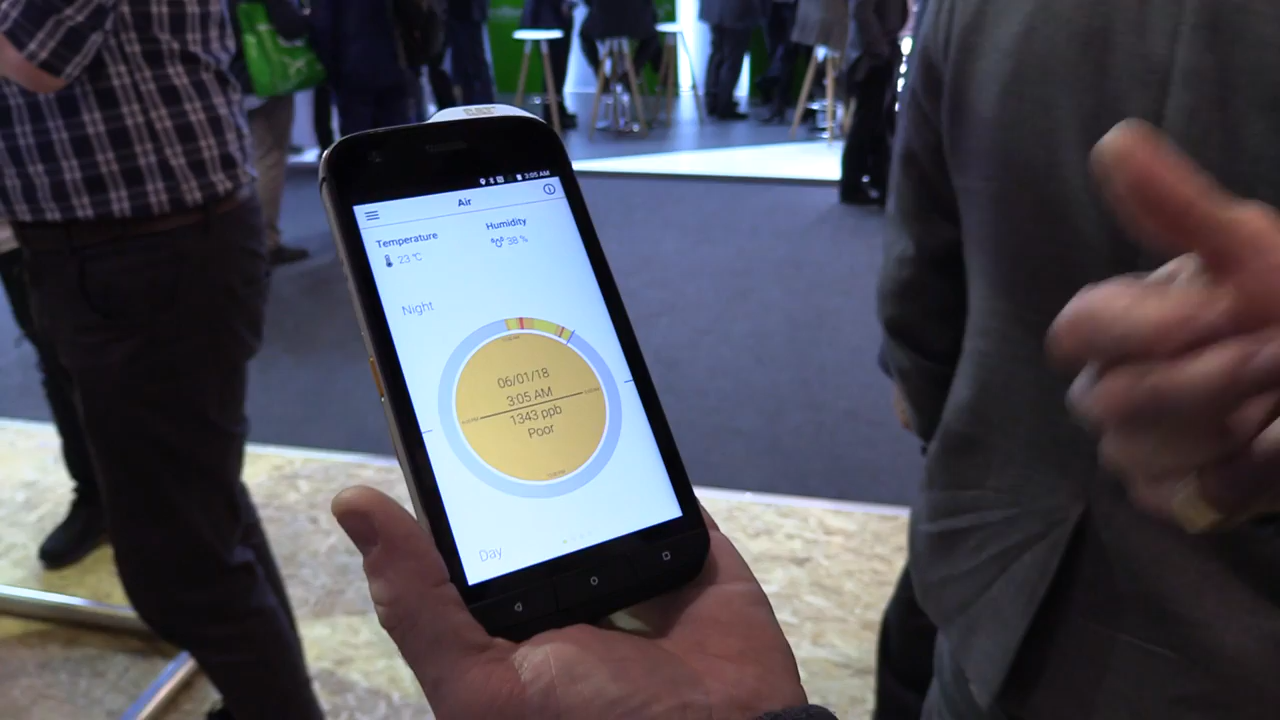 CAT
3:05 AM
Air
Temperature
Humidity
23 °C
38 %
Night
06/01/18
3:05 AM
1343 ppb
Poor
Day